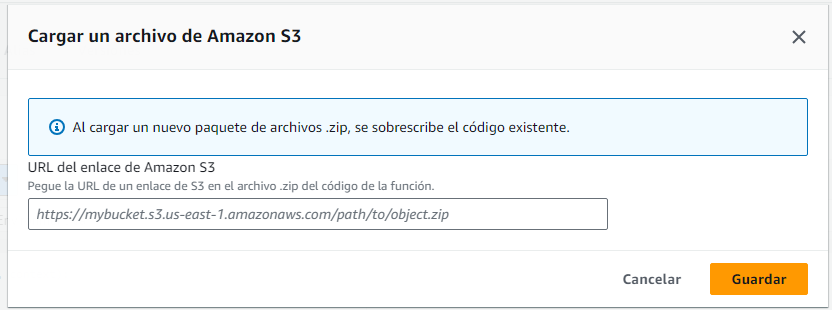 Cargar un archivo de Amazon S3
Al cargar un nuevo paquete de archivos .zip, se sobrescribe el código existente.
URL del enlace de Amazon S3
Pegue la URL de un enlace de S3 en el archivo .zip del código de la función.
https://mybucket.s3.us-east-1.amazonaws.com/path/to/object.zip
Cancelar
Guardar